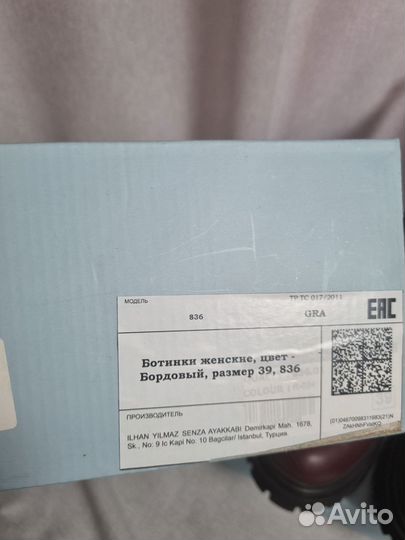 МОДЕЛЬ
ТР ТС 017/2011
836
GRA
EAC
Ботинки женские, цвет -
Бордовый, размер 39, 836
ПРОИЗВОДИТЕЛЬ
ILHAN YILMAZ SENZA AYAKKABI Demirkapi Mah. 1678,
Sk., No: 9 Ic Kapi No: 10 Bagcilar/ Istanbul, Турция.
Avito